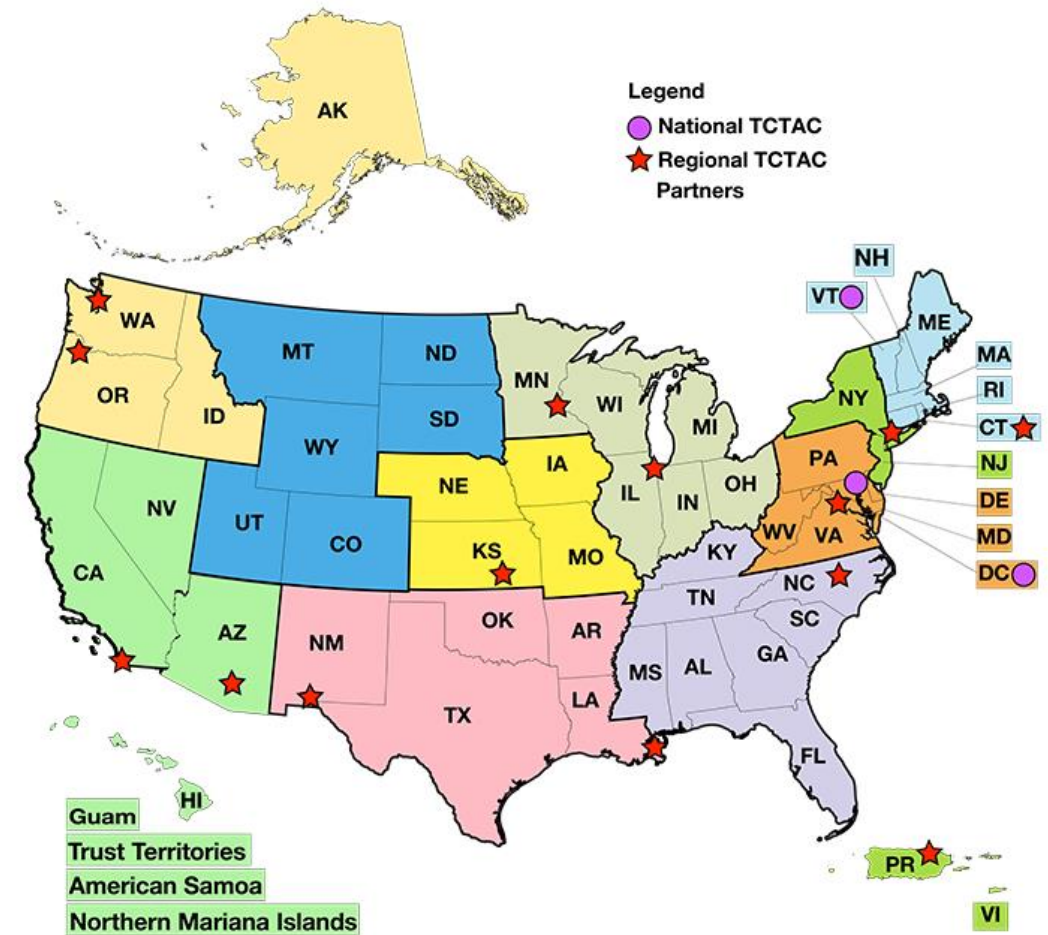 AK
Legend
National TCTAC
Regional TCTAC
Partners
NH
VT
ME
WA
MT
ND
MA
MN
RI
OR
ID
SD
WI
NY
MI
CT
WY
IA
PA
NJ
NE
OH
IL
IN
DE
NV
UT
WV
VA
MD
CO
KS
MO
KY
DC
CA
NC
TN
AZ
OK
SC
NM
AR
GA
MS
AL
TX
LA
FL
HI
Guam
Trust Territories
American Samoa
Northern Mariana Islands
PR
VI